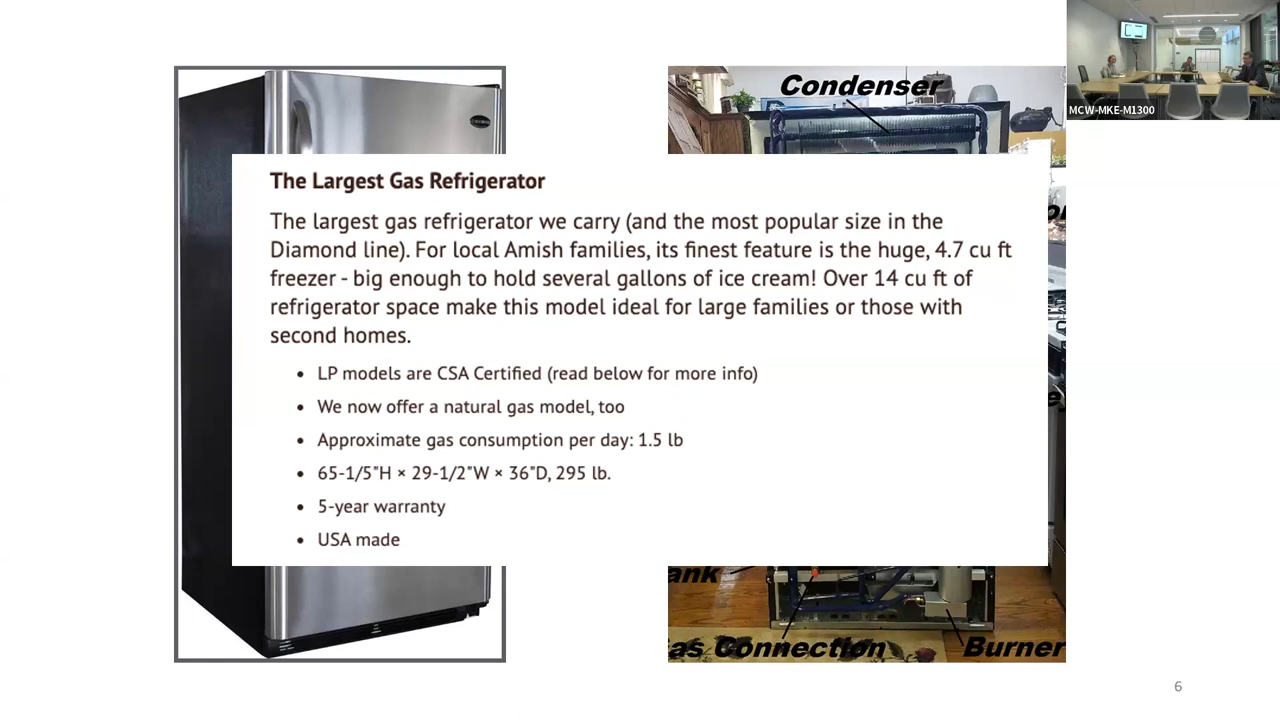 MCW-MKE-M1300
Condenser
The Largest Gas Refrigerator
The largest gas refrigerator we carry (and the most popular size in the
Diamond line). For local Amish families, its finest feature is the huge, 4.7 cu ft
freezer - big enough to hold several gallons of ice cream! Over 14 cu ft of
refrigerator space make this model ideal for large families or those with
second homes.
• LP models are CSA Certified (read below for more info)
• We now offer a natural gas model, too
• Approximate gas consumption per day: 1.5 lb
• 65-1/5"H × 29-1/2"W × 36"D, 295 lb.
• 5-year warranty
• USA made
ank
as Connection
Burner
6